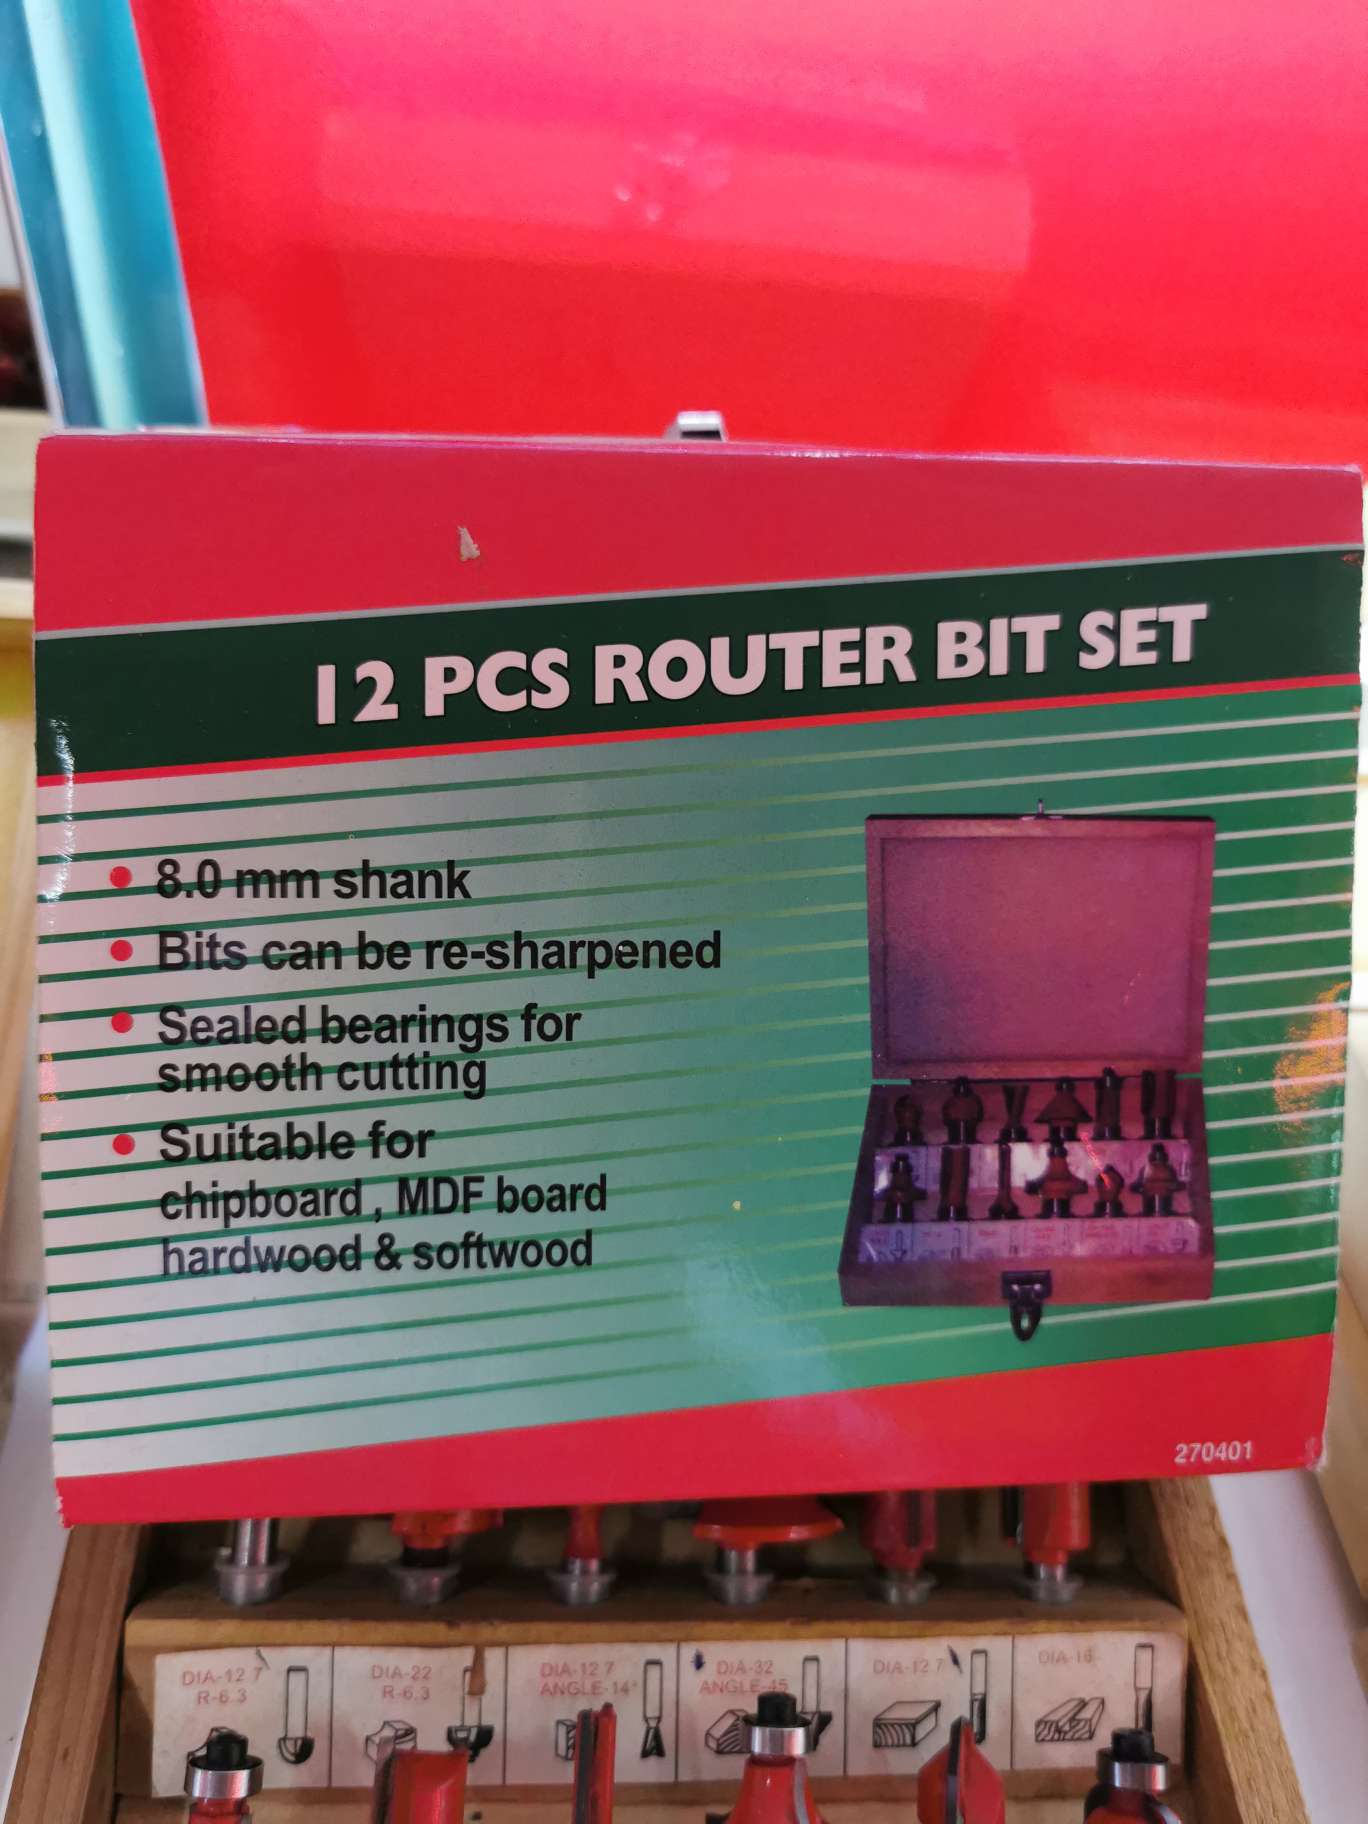 12 PCS ROUTER BIT SET
8.0 mm shank
Bits can be re-sharpened
Sealed bearings for
smooth cutting
Suitable for
chipboard , MDF board
hardwood & softwood
270401
DIA-12.7
R-6.3
DIA-22
R-6.3
DIA-12.7
ANGLE-14°
DIA-32
ANGLE-45
DIA-12.7
DIA-16